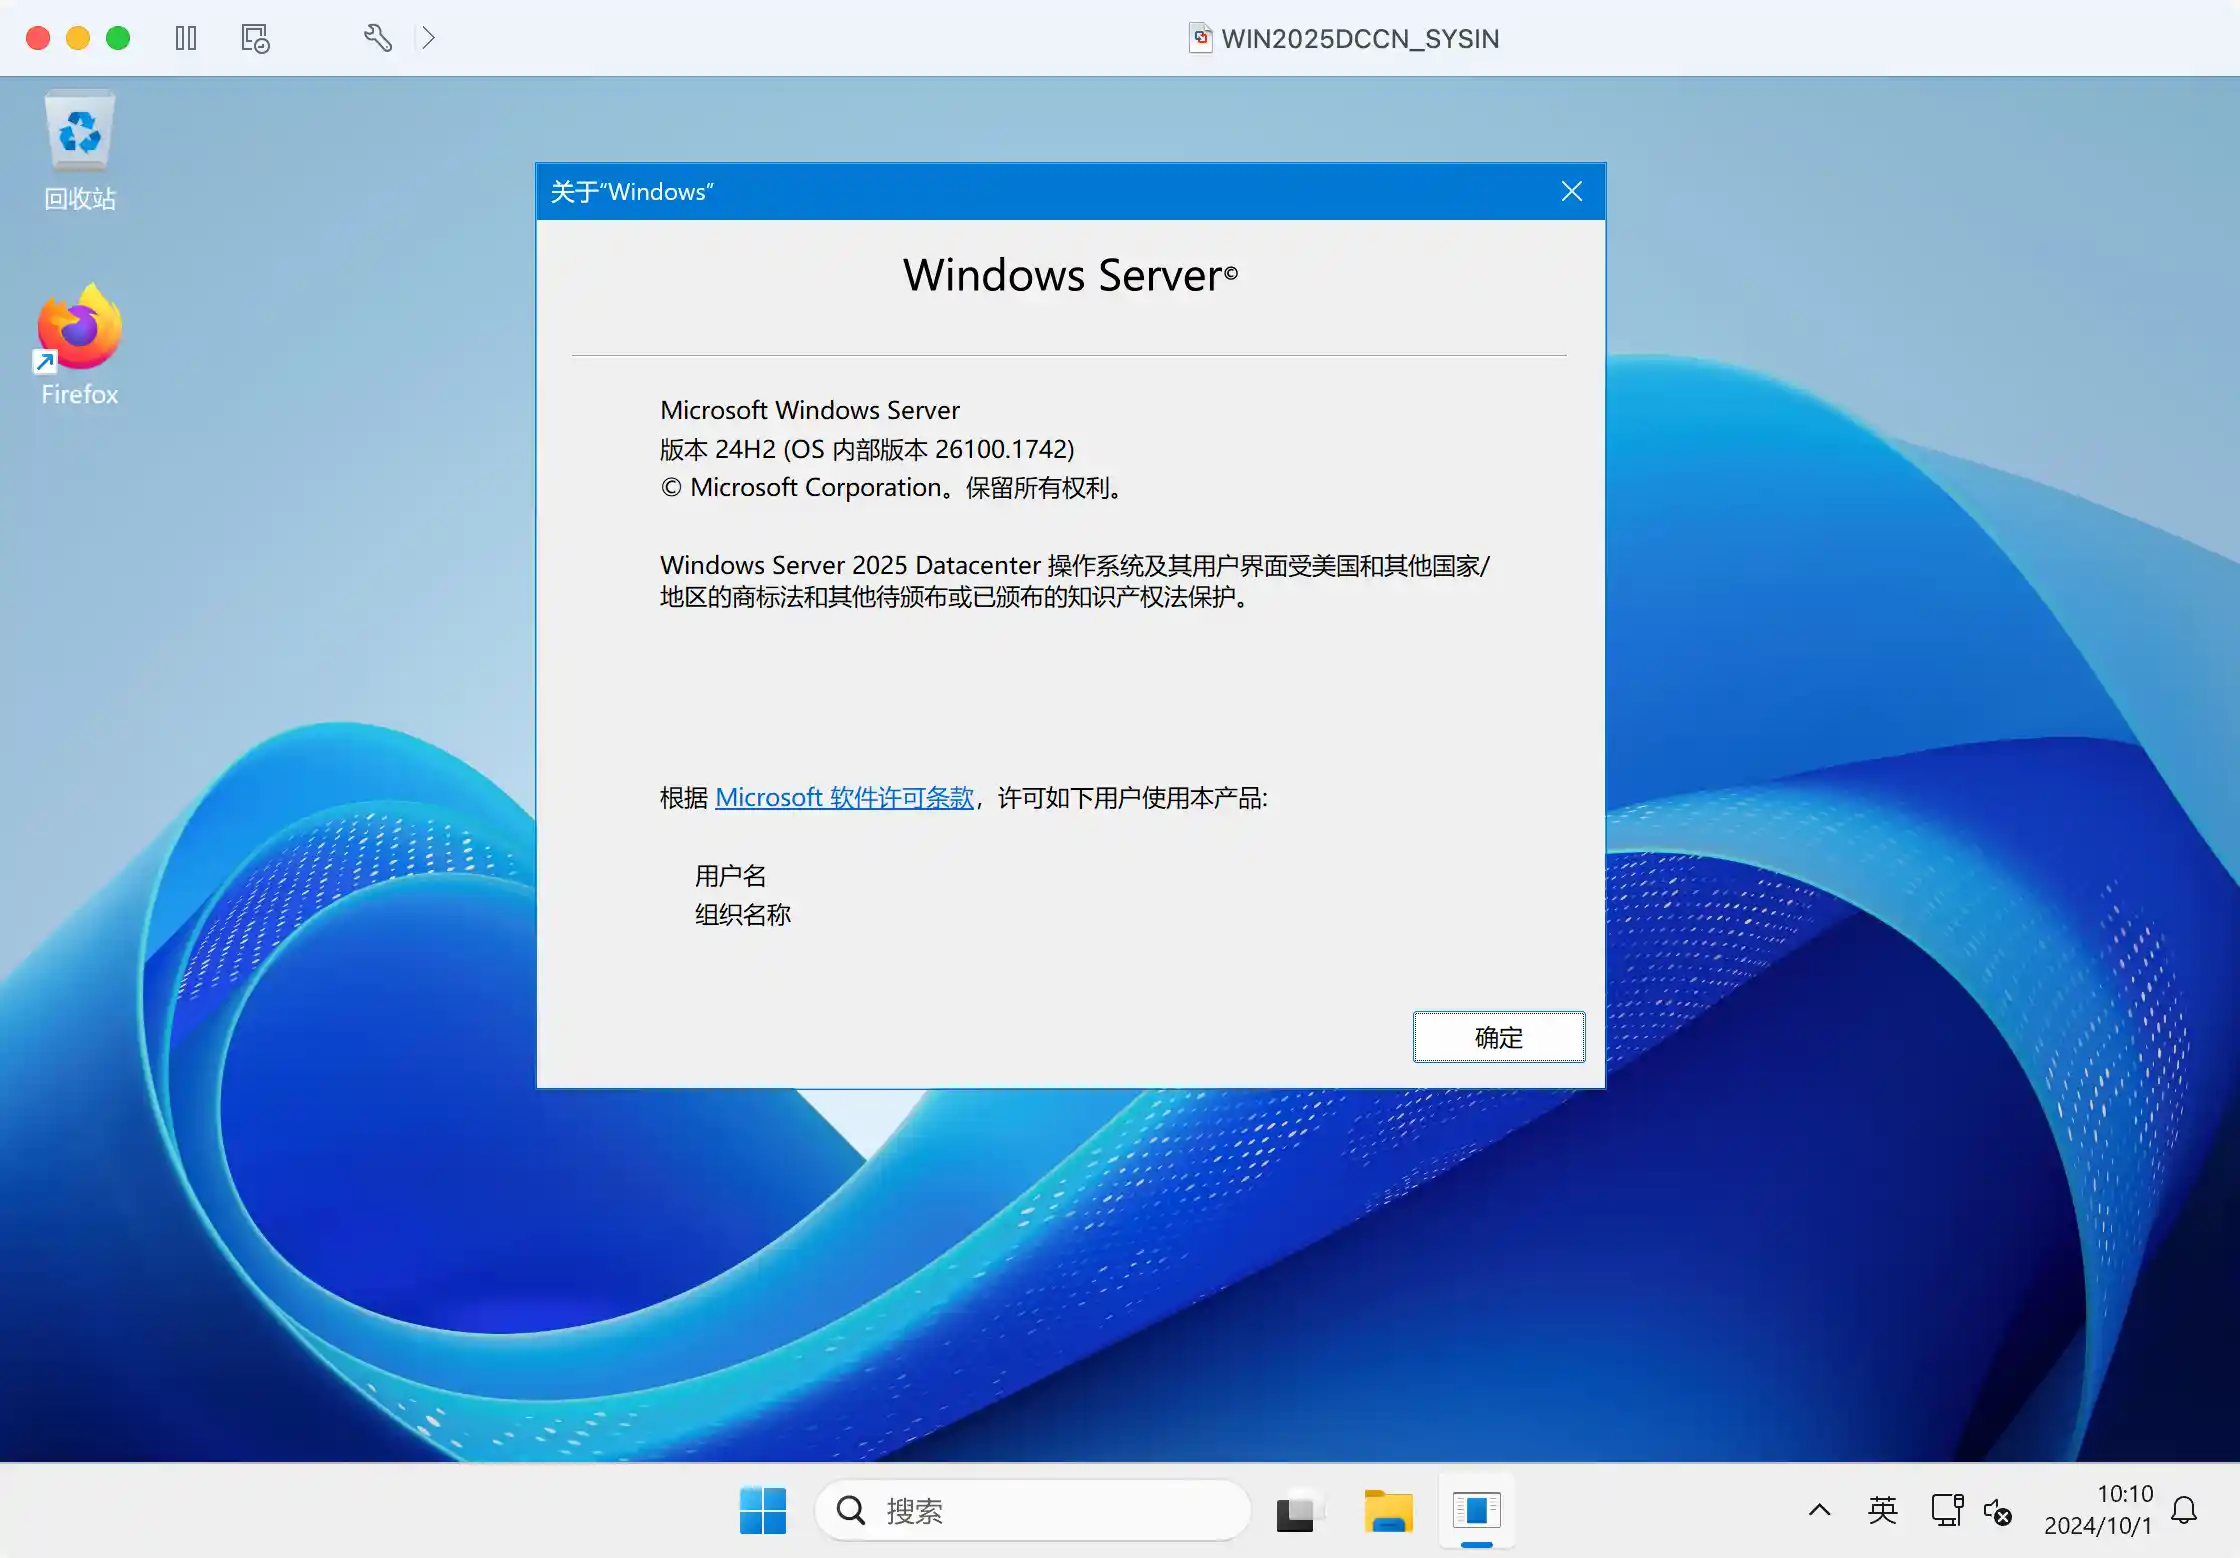 WIN2025DCCN_SYSIN
回收站
Firefox
关于“Windows”
Windows Server©
Microsoft Windows Server
版本 24H2 (OS 内部版本 26100.1742)
© Microsoft Corporation。保留所有权利。
Windows Server 2025 Datacenter 操作系统及其用户界面受美国和其他国家/
地区的商标法和其他待颁布或已颁布的知识产权法保护。
根据 Microsoft 软件许可条款，许可如下用户使用本产品:
用户名
组织名称
确定
搜索
英
10:10
2024/10/1